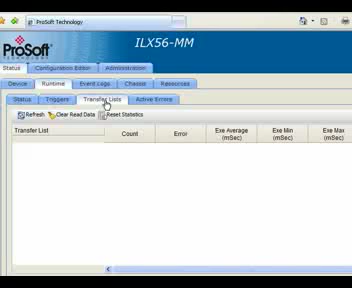 ProSoft Technology
ILX56-MM
ProSoft
TECHNOLOGY
Status Configuration Editor Administration
Device Runtime Event Logs Chassis Resources
Status Triggers Transfer Lists Active Errors
Refresh Clear Read Data Reset Statistics
Transfer List Count Error Exe Average (mSec) Exe Min (mSec) Exe Max (mSec)